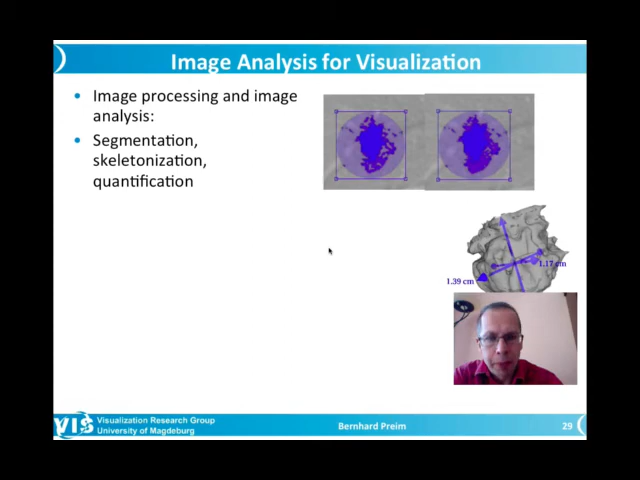 Image Analysis for Visualization
• Image processing and image
analysis:
• Segmentation,
skeletonization,
quantification
1.17 cm
1.39 cm
VIS
Visualization Research Group
University of Magdeburg
Bernhard Preim
29